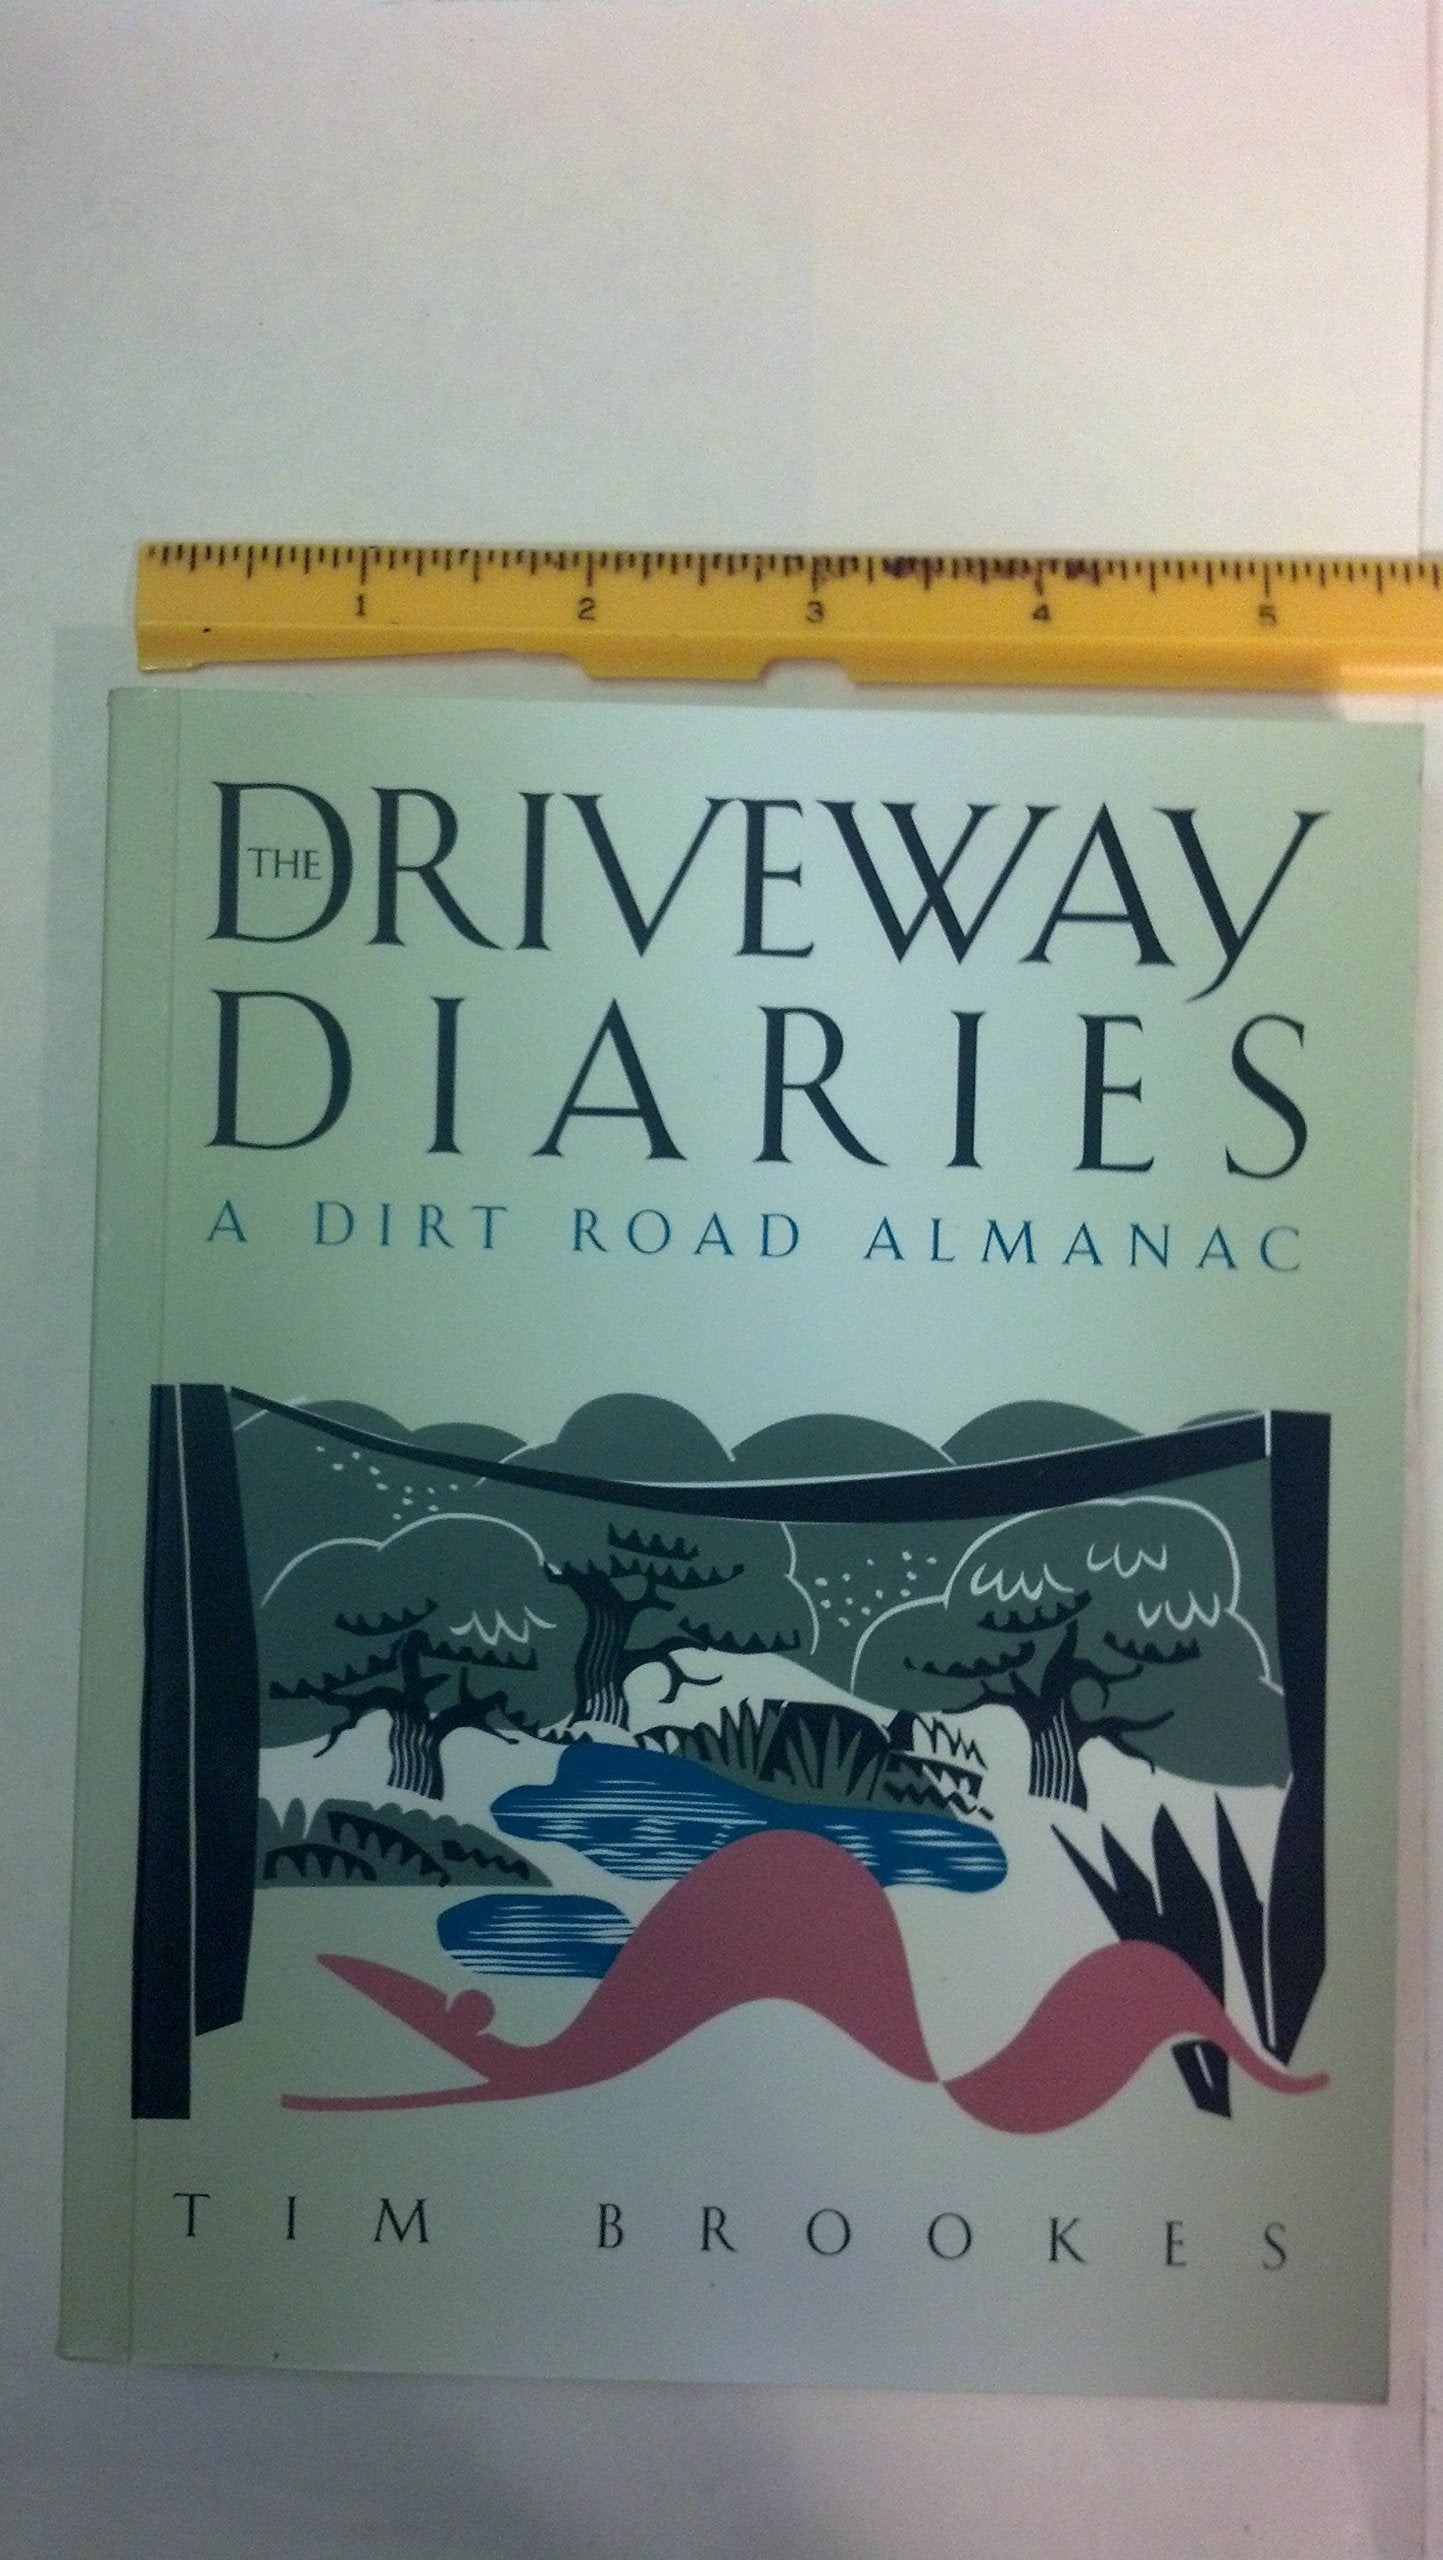 1 2 3 4 5
THE DRIVEWAY
DIARIES
A DIRT ROAD ALMANAC
TIM BROOKES